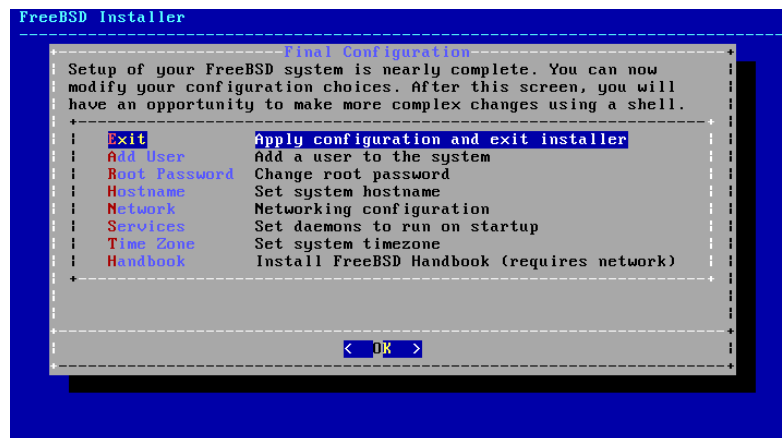 FreeBSD Installer
Final Configuration
Setup of your FreeBSD system is nearly complete. You can now
modify your configuration choices. After this screen, you will
have an opportunity to make more complex changes using a shell.
Exit Apply configuration and exit installer
Add User Add a user to the system
Root Password Change root password
Hostname Set system hostname
Network Networking configuration
Services Set daemons to run on startup
Time Zone Set system timezone
Handbook Install FreeBSD Handbook (requires network)
< OK >